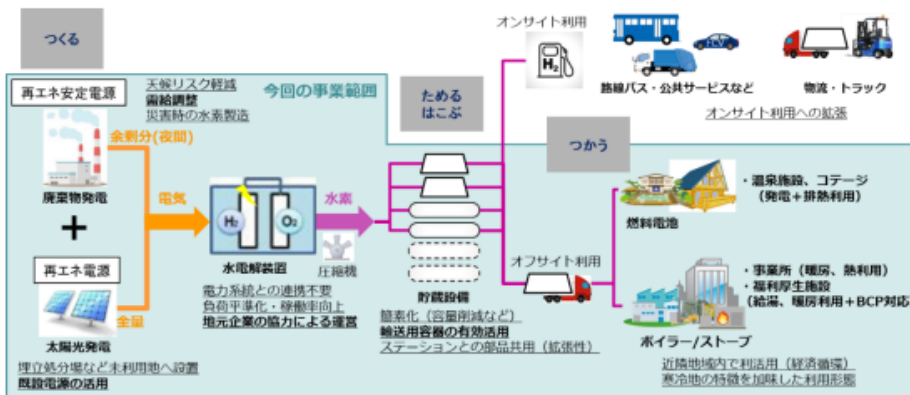 つくる
再エネ安定電源
天候リスク軽減
需給調整
災害時の水素製造
今回の事業範囲
余剰分(夜間)
廃棄物発電
+
再エネ電源
太陽光発電
全量
埋立処分場など未利用地へ設置
既設電源の活用
電気
H₂
O₂
水電解装置
電力系統との連携不要
負荷平準化・稼働率向上
地元企業の協力による運営
水素
圧縮機
ためる
はこぶ
貯蔵設備
簡素化（容量削減など）
輸送用容器の有効活用
ステーションとの部品共用（拡張性）
オンサイト利用
H₂
FCV
路線バス・公共サービスなど
物流・トラック
オンサイト利用への拡張
つかう
オフサイト利用
燃料電池
・温泉施設、コテージ
（発電＋排熱利用）
ボイラー/ストーブ
・事業所（暖房、熱利用）
・福利厚生施設
（給湯、暖房利用＋BCP対応）
近隣地域内で利活用（経済循環）
寒冷地の特徴を加味した利用形態